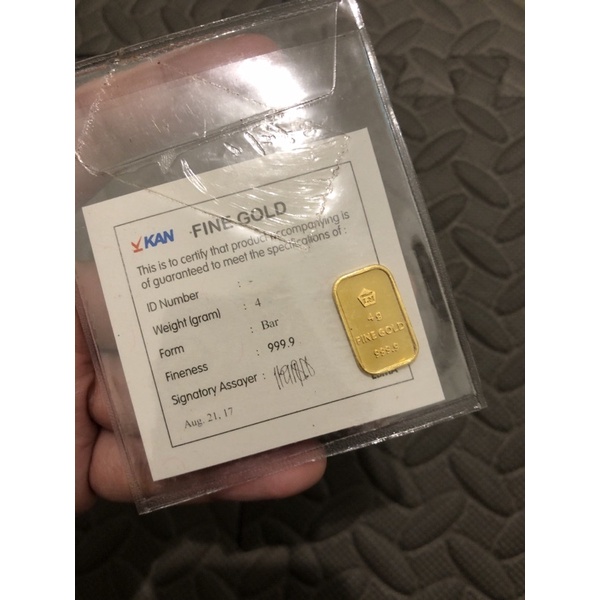 KAN FINE GOLD
This is to certify that product accompanying is
of guaranteed to meet the specifications of :
ID Number : -
Weight (gram) : 4
Form : Bar
Fineness : 999.9
Signatory Assayer :
Aug. 21, 17
4g
FINE GOLD
999.9